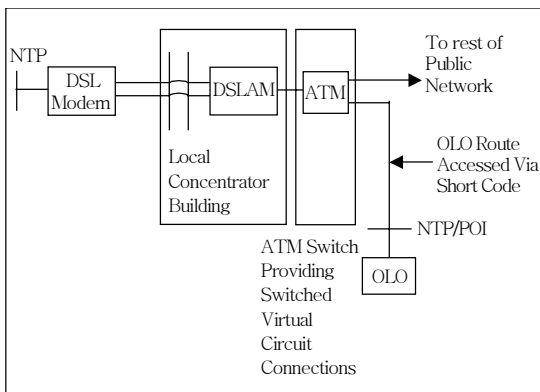 NTP
DSL
Modem
DSLAM
ATM
To rest of
Public
Network
Local
Concentrator
Building
OLO Route
Accessed Via
Short Code
NTP/POI
OLO
ATM Switch
Providing
Switched
Virtual
Circuit
Connections